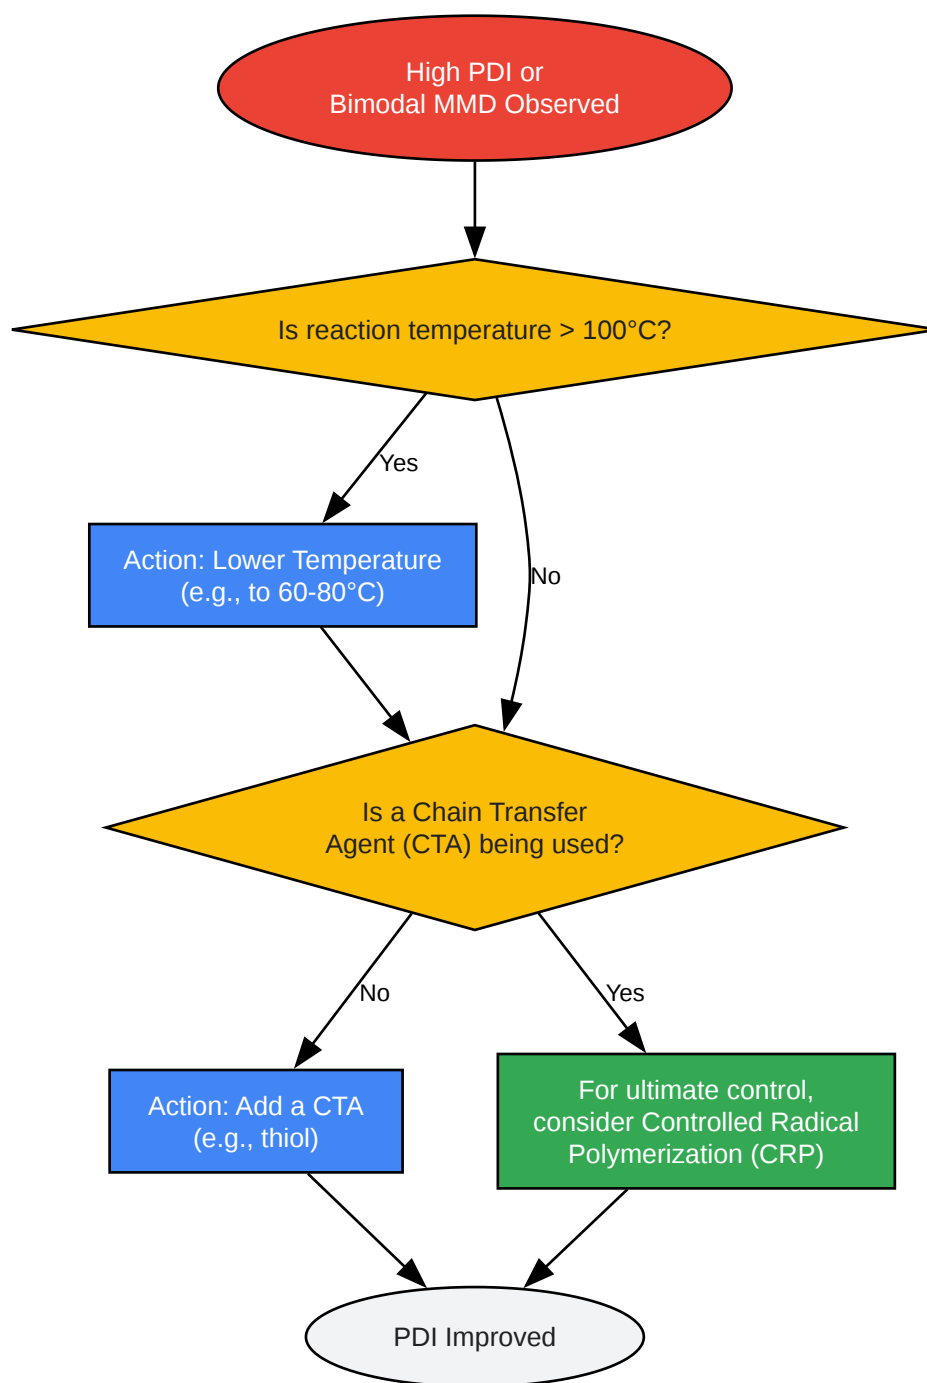 High PDI or
Bimodal MMD Observed
Is reaction temperature > 100°C?
Yes
Action: Lower Temperature
(e.g., to 60-80°C)
No
Is a Chain Transfer
Agent (CTA) being used?
No
Yes
Action: Add a CTA
(e.g., thiol)
For ultimate control,
consider Controlled Radical
Polymerization (CRP)
PDI Improved